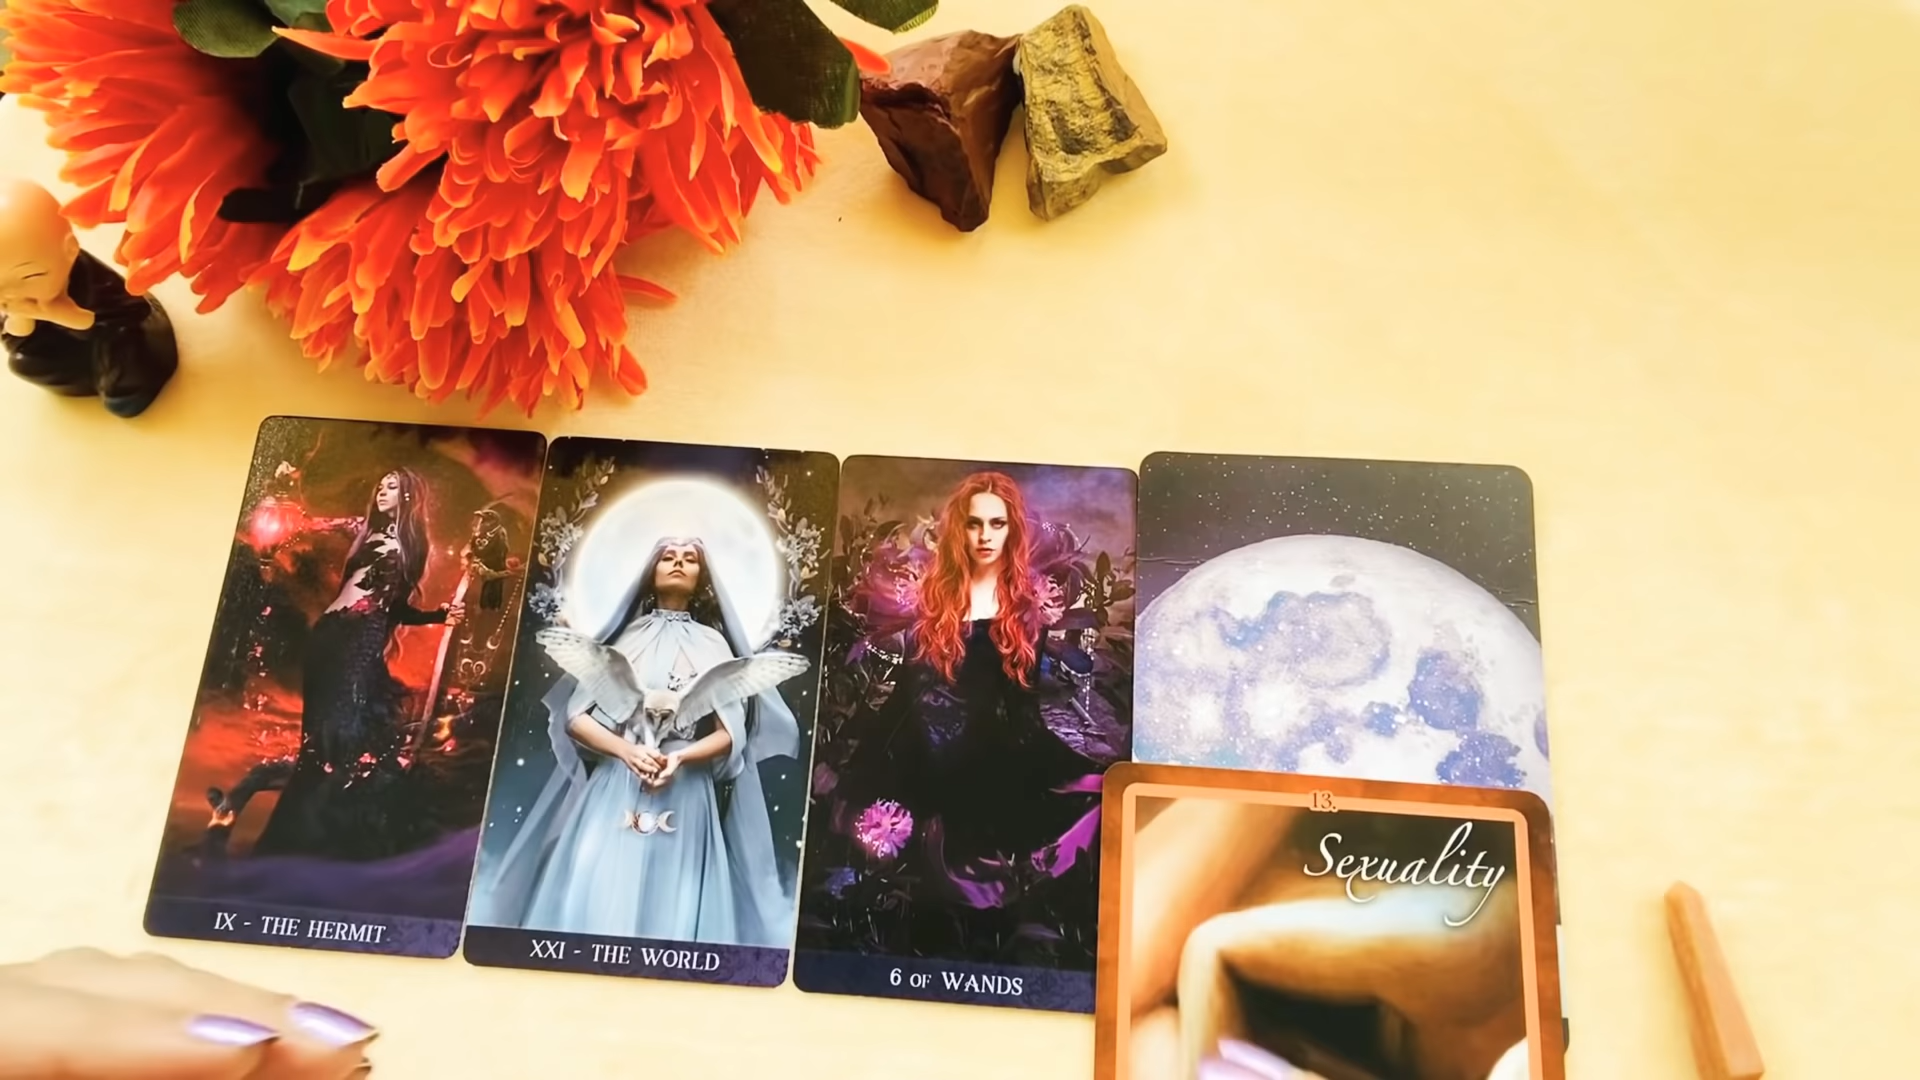 IX - THE HERMIT
XXI - THE WORLD
6 OF WANDS
13.
Sexuality